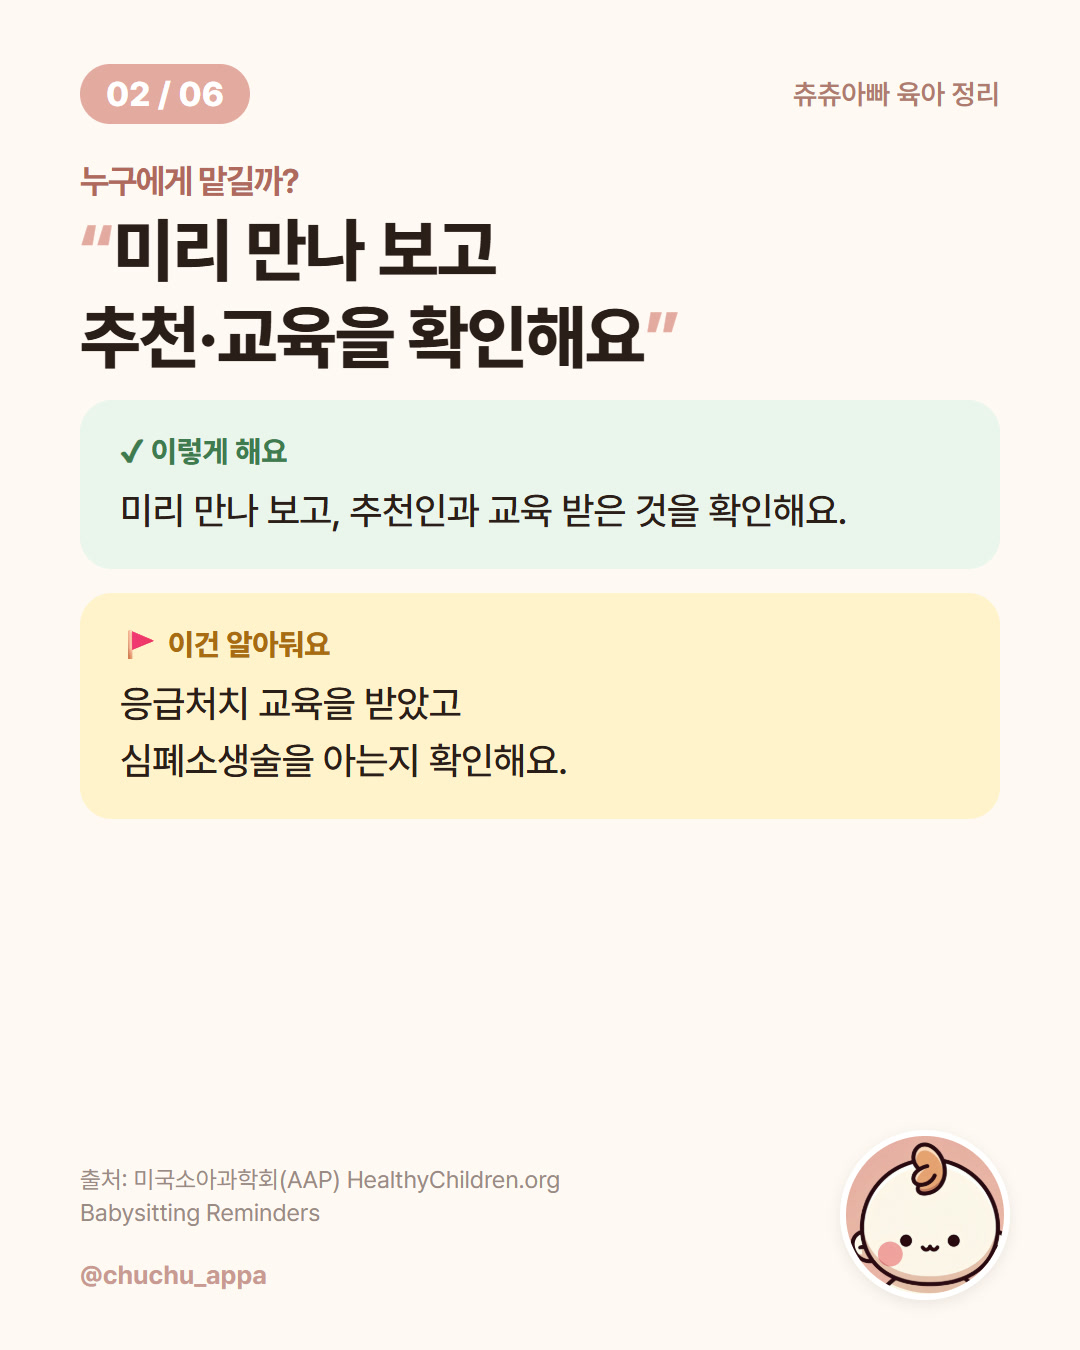 02 / 06
츄츄아빠 육아 정리
누구에게 맡길까?
“미리 만나 보고
추천·교육을 확인해요”
✔ 이렇게 해요
미리 만나 보고, 추천인과 교육 받은 것을 확인해요.
🚩 이건 알아둬요
응급처치 교육을 받았고
심폐소생술을 아는지 확인해요.
출처: 미국소아과학회(AAP) HealthyChildren.org
Babysitting Reminders
@chuchu_appa